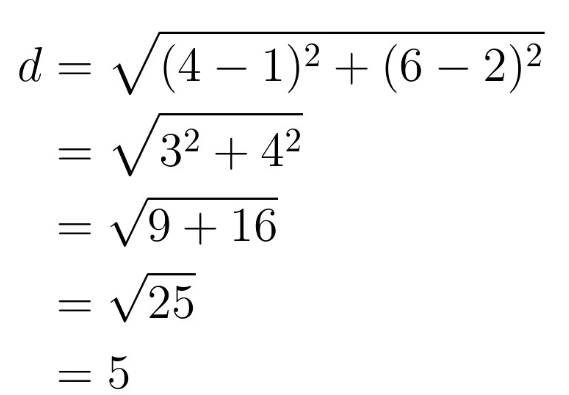 d = √((4 − 1)² + (6 − 2)²)
= √(3² + 4²)
= √(9 + 16)
= √25
= 5